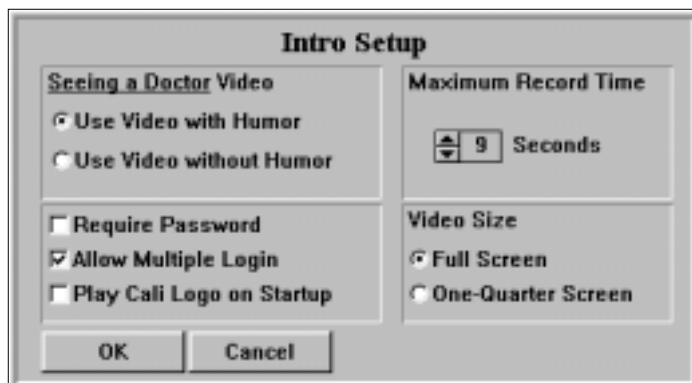 Intro Setup
Seeing a Doctor Video
Use Video with Humor
Use Video without Humor
Maximum Record Time
9 Seconds
Require Password
Allow Multiple Login
Play Cali Logo on Startup
Video Size
Full Screen
One-Quarter Screen
OK
Cancel